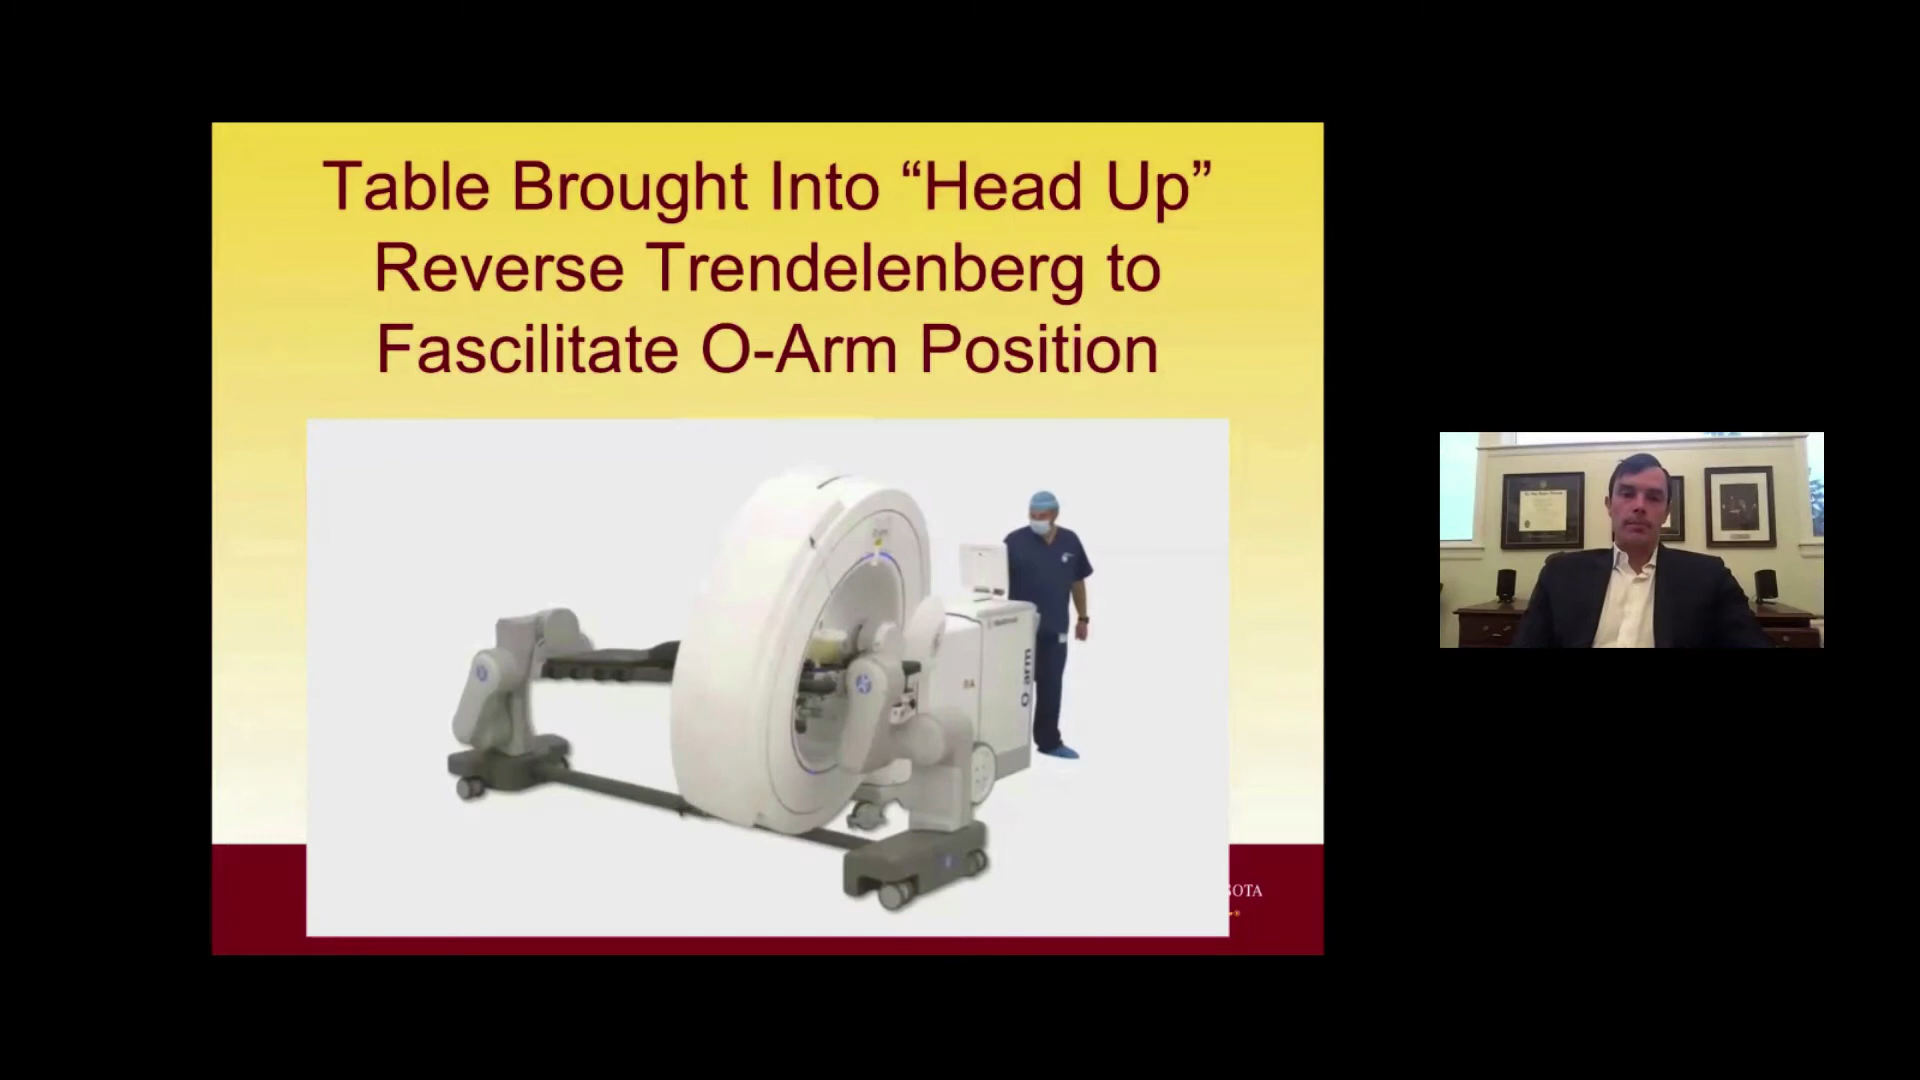 Table Brought Into “Head Up”
Reverse Trendelenberg to
Fascilitate O-Arm Position
O-arm
SOTA